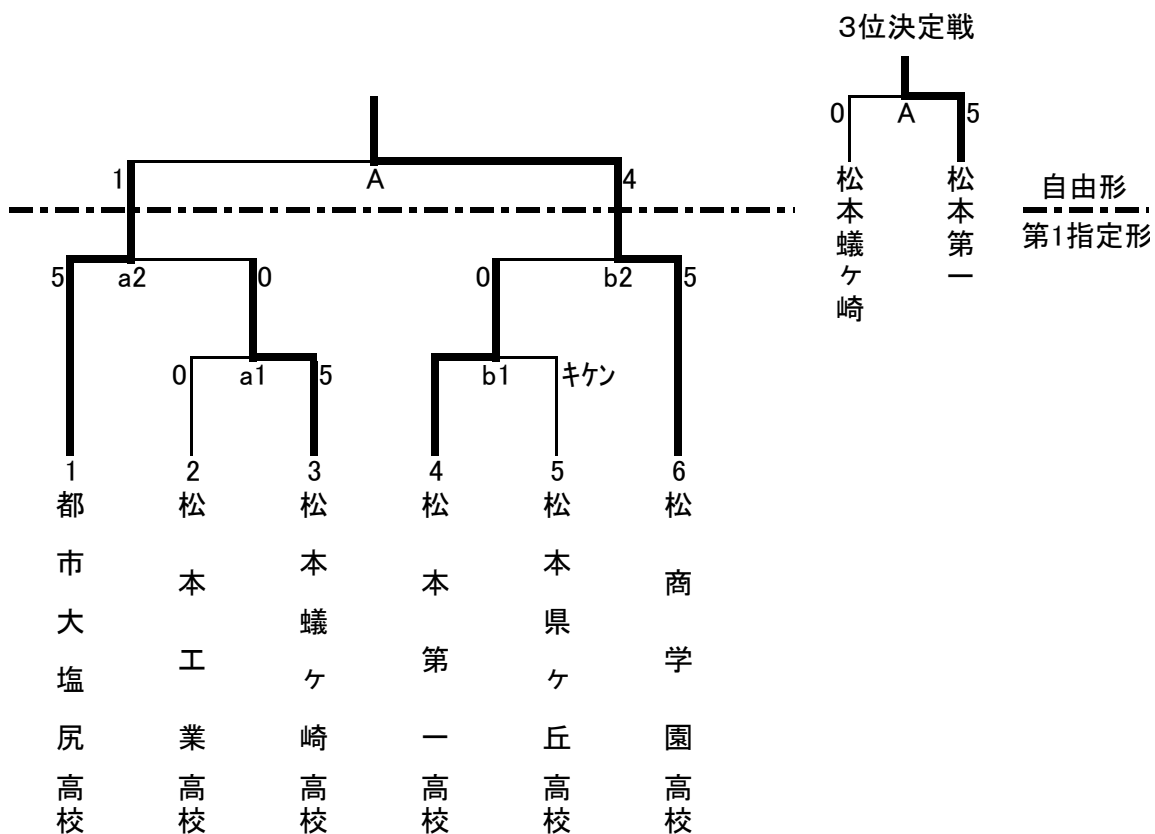 3位決定戦
0 A 5
松本蟻ヶ崎
松本第一
自由形
第1指定形
1 A 4
5 a2 0
0 b2 5
0 a1 5
b1 キケン
1 都市大塩尻高校
2 松本工業高校
3 松本蟻ヶ崎高校
4 松本第一高校
5 松本県ヶ丘高校
6 松商学園高校